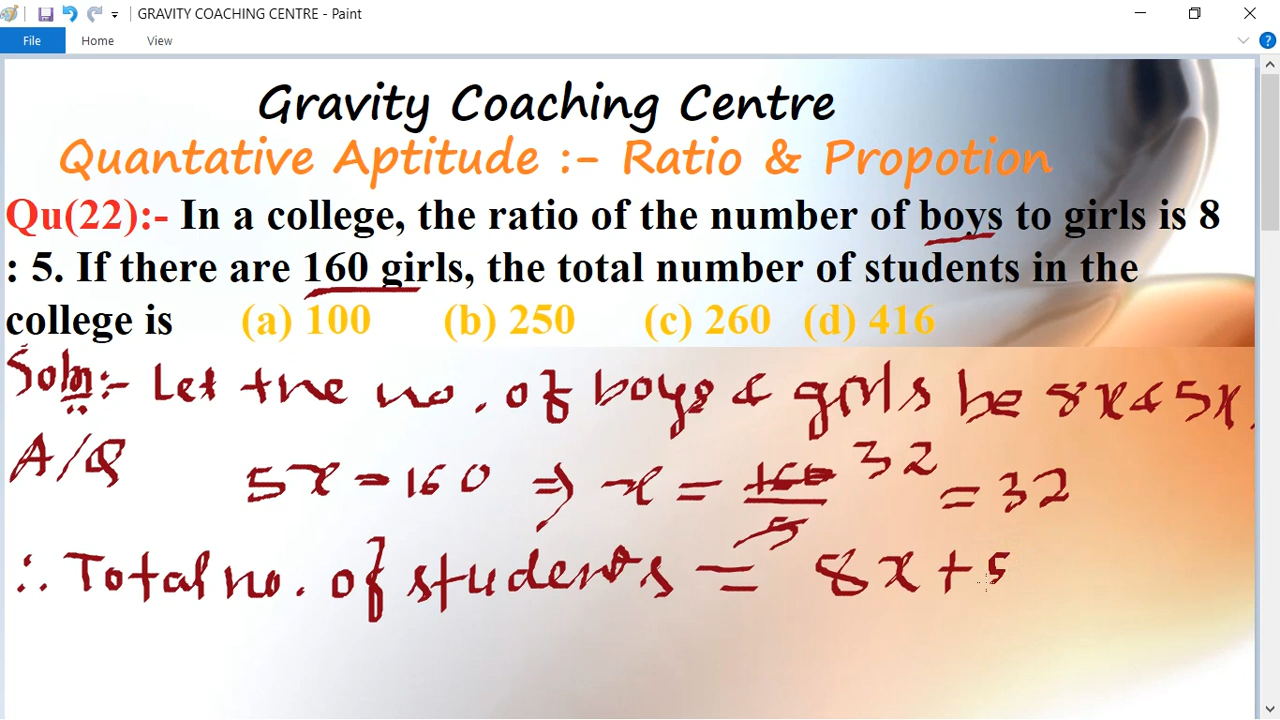 GRAVITY COACHING CENTRE - Paint
File Home View
Gravity Coaching Centre
Quantative Aptitude :- Ratio & Propotion
Qu(22):- In a college, the ratio of the number of boys to girls is 8
: 5. If there are 160 girls, the total number of students in the
college is (a) 100 (b) 250 (c) 260 (d) 416
Soln:- Let the no. of boys & girls be 8x & 5x.
A/Q
5x = 160 ⇒ x = 160/5 32 = 32
∴ Total no. of students = 8x + 5